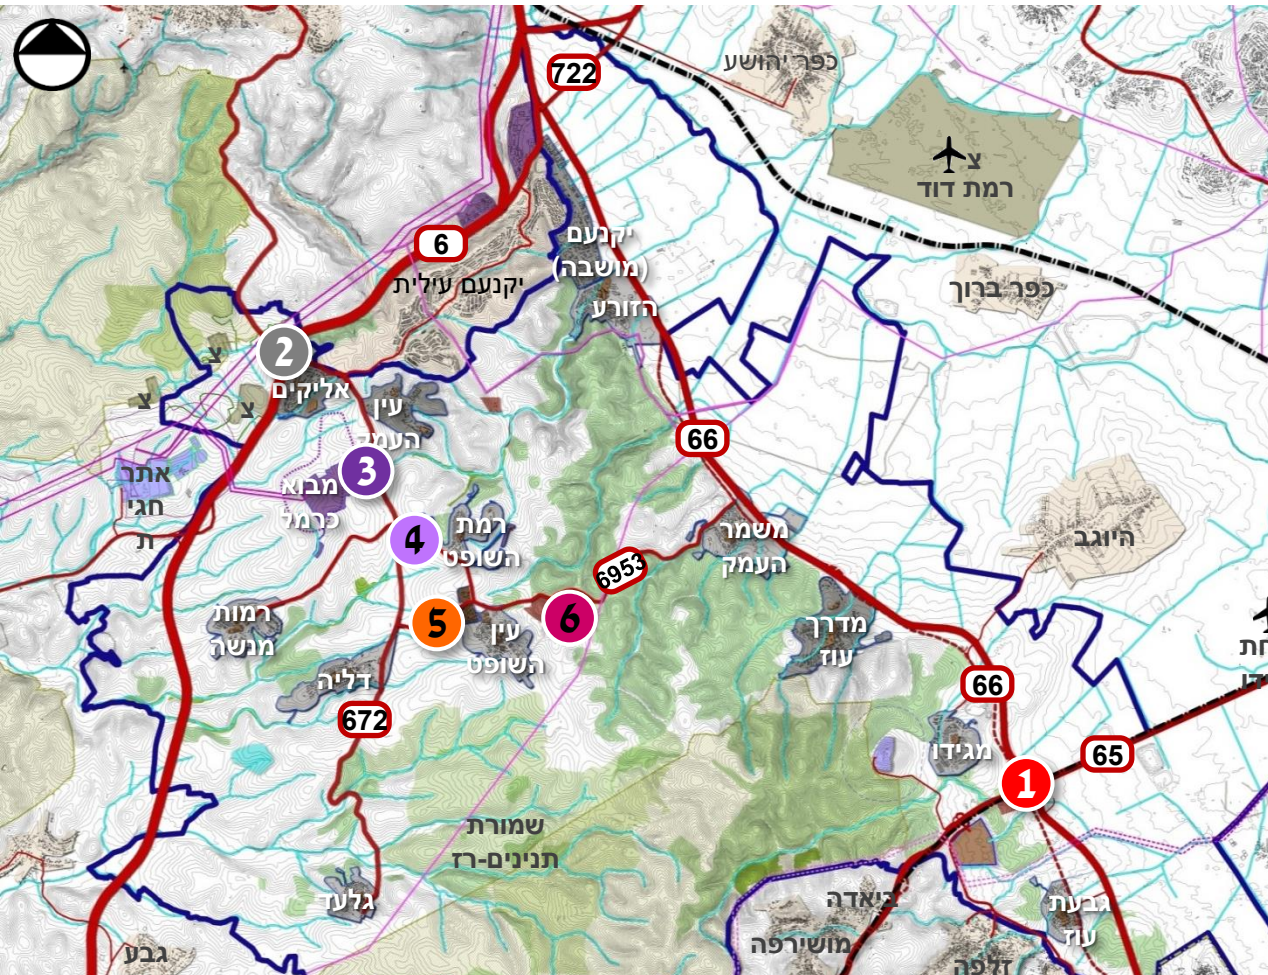 722
כפר יהושע
צ
רמת דוד
יקנעם
(מושבה)
6
יקנעם עילית
הזורע
כפר ברוך
2
צ
אליקים
צ
צ
עין
העמק
66
3
אתר
חגי
ת
מבוא
כרמל
4
רמת
השופט
משמר
העמק
היוגב
6953
רמות
מנשה
5
עין
השופט
6
מדרך
עוז
דליה
66
672
מגידו
65
1
שמורת
תנינים-רז
גלעד
ביאדה
גבעת
עוז
מושירפה
גבע
זלפה